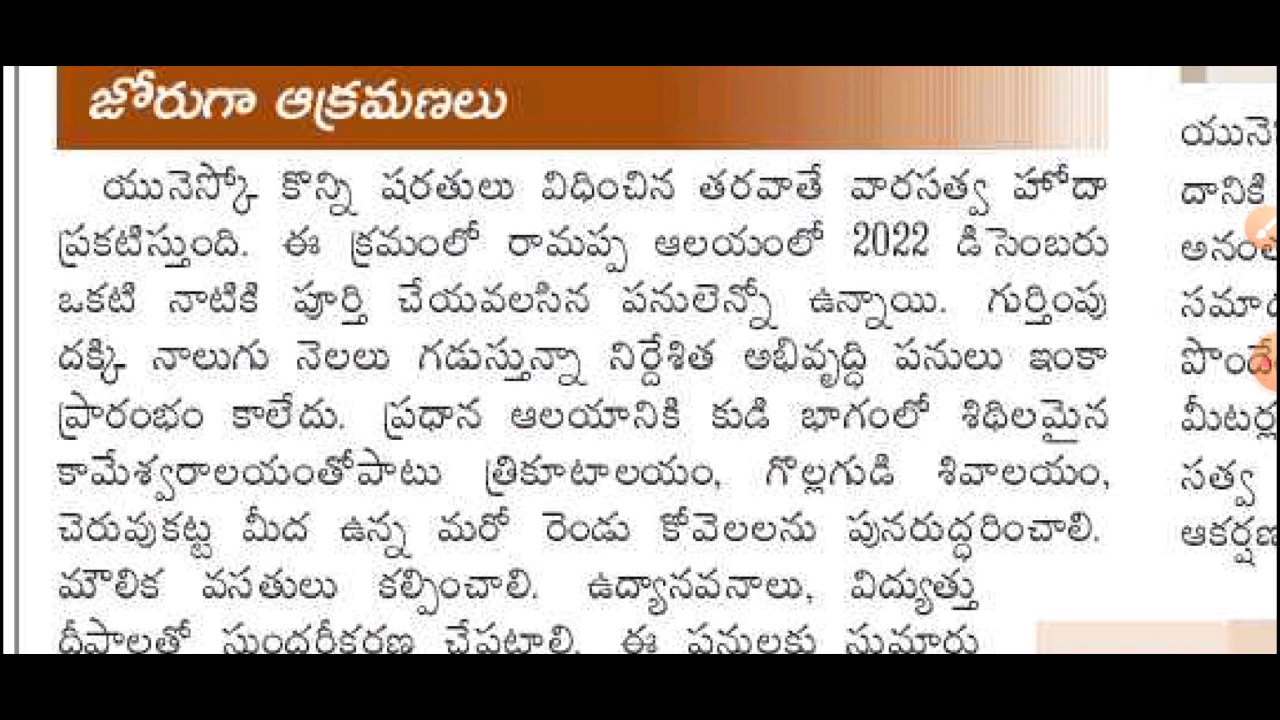 జోరుగా ఆక్రమణలు
యునెస్కో కొన్ని షరతులు విధించిన తరవాతే వారసత్వ హోదా
ప్రకటిస్తుంది. ఈ క్రమంలో రామప్ప ఆలయంలో 2022 డిసెంబరు
ఒకటి నాటికి పూర్తి చేయవలసిన పనులెన్నో ఉన్నాయి. గుర్తింపు
దక్కి నాలుగు నెలలు గడుస్తున్నా నిర్దేశిత అభివృద్ధి పనులు ఇంకా
ప్రారంభం కాలేదు. ప్రధాన ఆలయానికి కుడి భాగంలో శిథిలమైన
కామేశ్వరాలయంతోపాటు త్రికూటాలయం, గొల్లగుడి శివాలయం,
చెరువుకట్ట మీద ఉన్న మరో రెండు కోవెలలను పునరుద్ధరించాలి.
మౌలిక వసతులు కల్పించాలి. ఉద్యానవనాలు, విద్యుత్తు
దీపాలతో సుందరీకరణ చేపట్టాలి. ఈ పనులకు సుమారు
దానికి
సత్వ